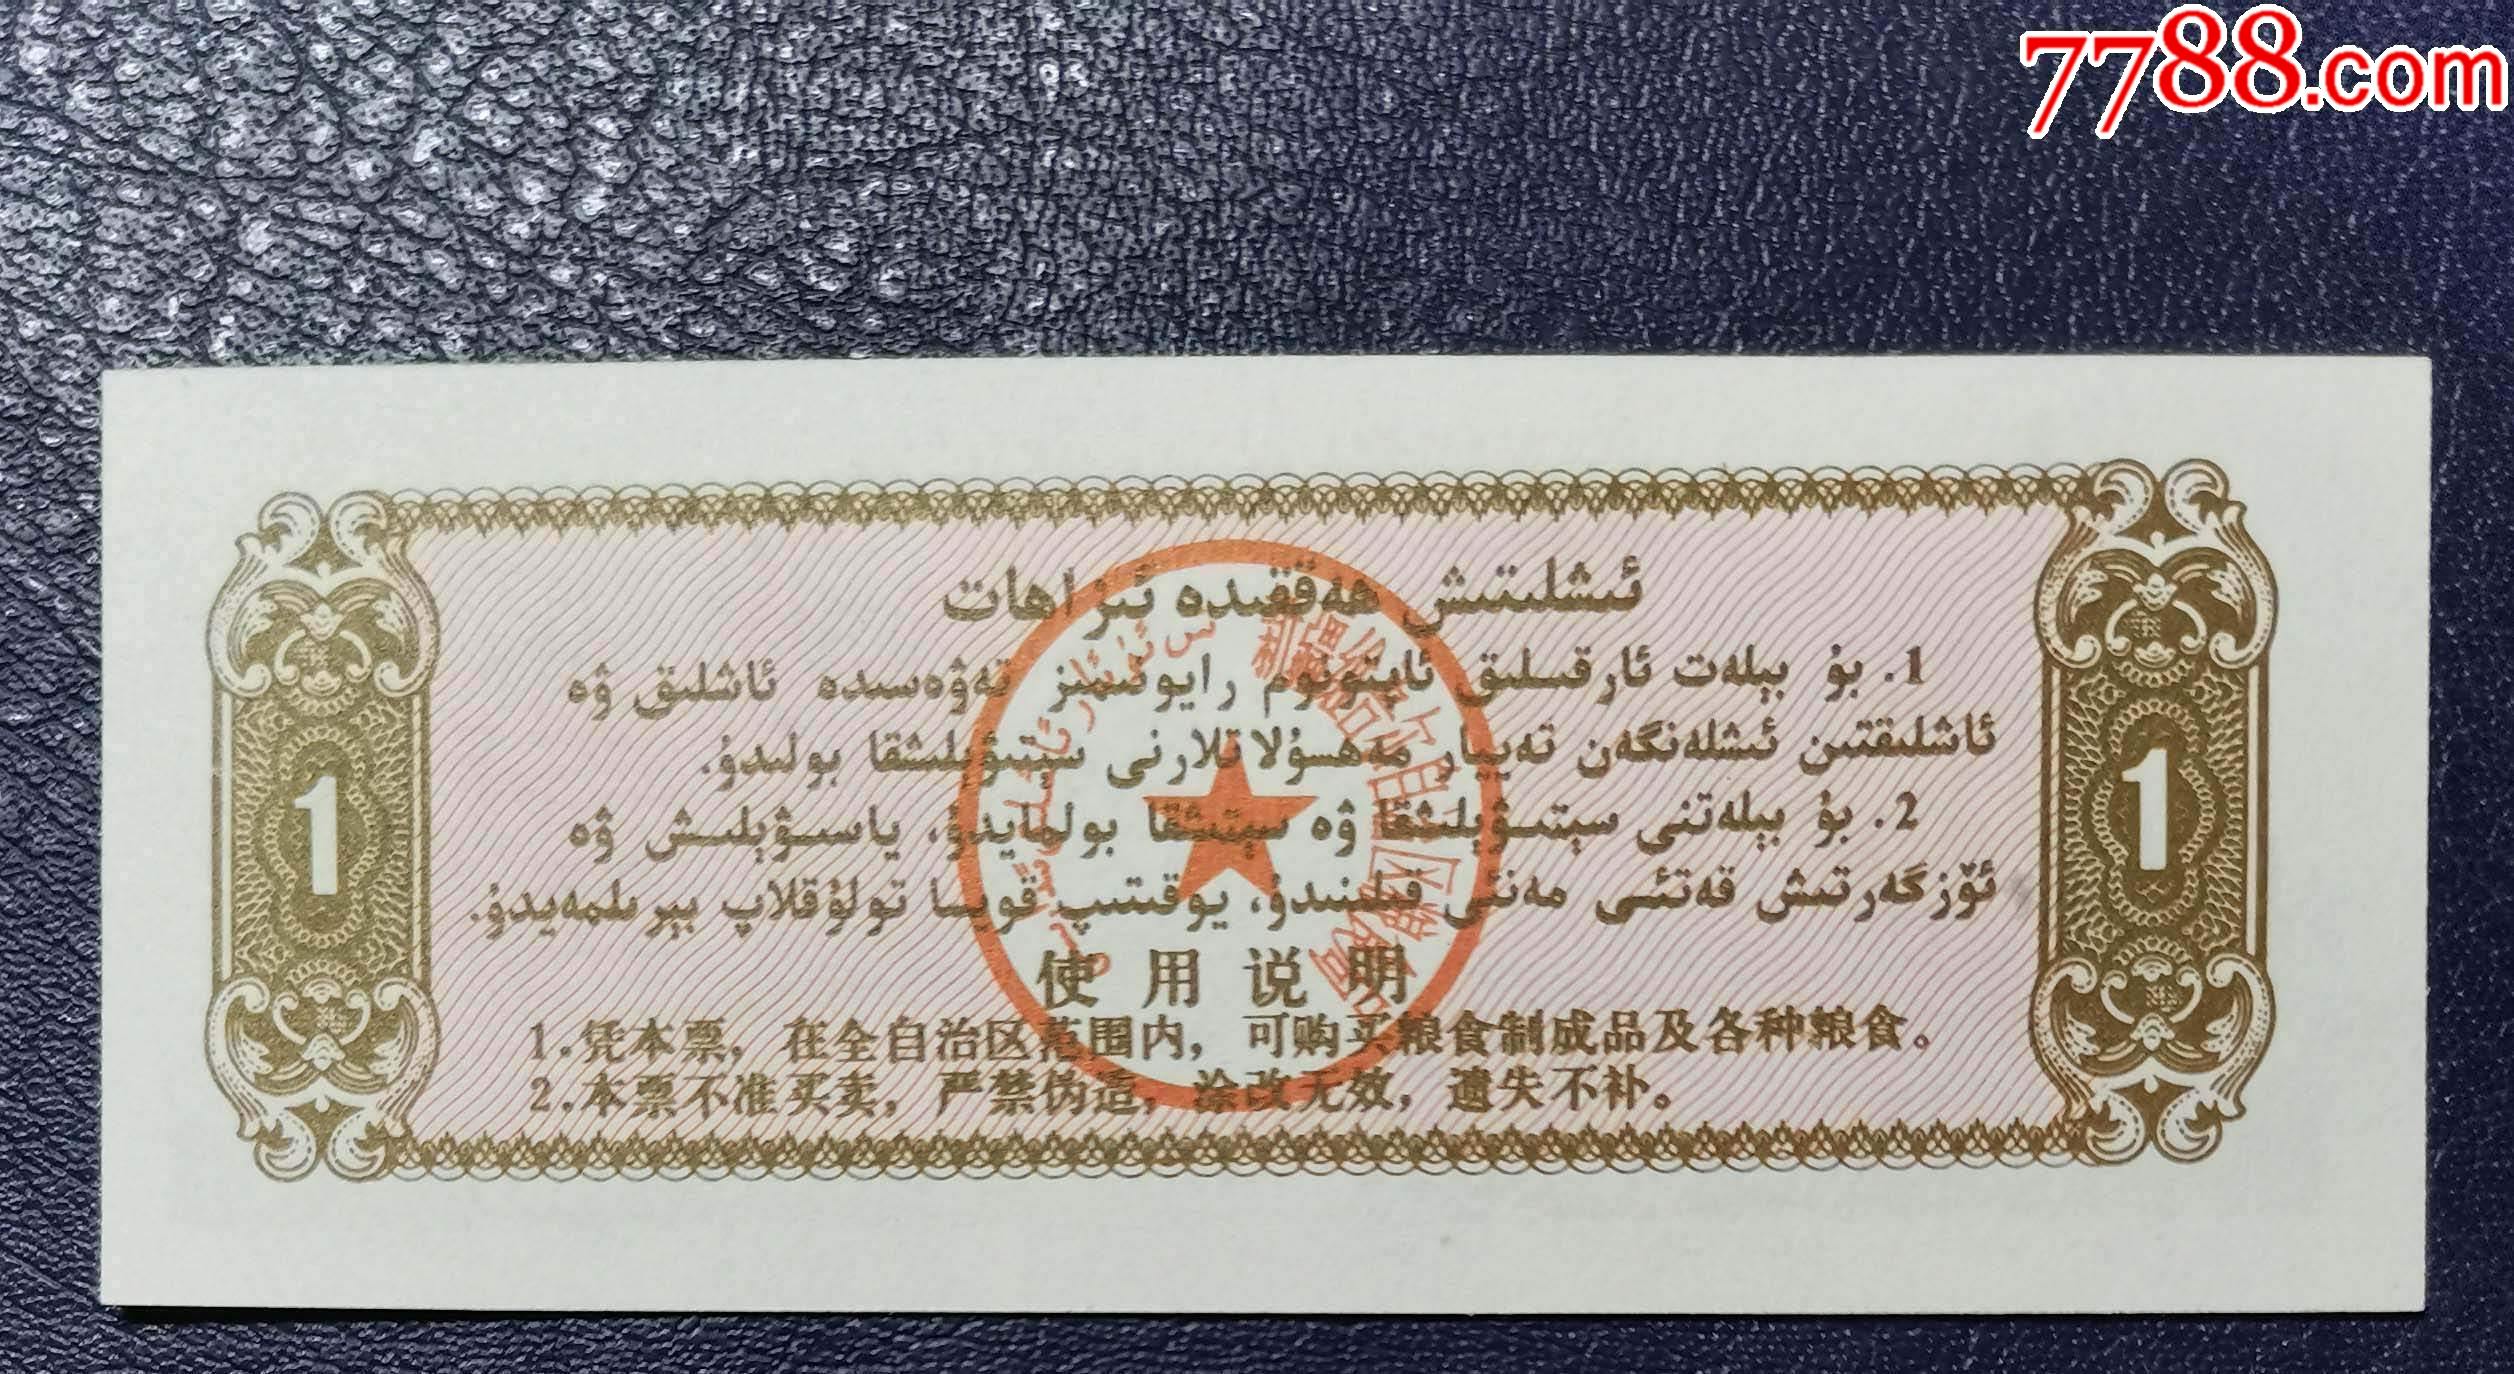 7788.com
ئىشلىتىش ھەققىدە ئىزاھات
1. بۇ بېلەت ئارقىلىق ئاپتونوم رايونىمىز تەۋەسىدە ئاشلىق ۋە
ئاشلىقتىن ئىشلەنگەن تەييار مەھسۇلاتلارنى سېتىۋېلىشقا بولىدۇ.
2. بۇ بېلەتنى سېتىۋېلىشقا ۋە سېتىشقا بولمايدۇ، ياسىۋېلىش ۋە
ئۆزگەرتىش قەتئىي مەنئى قىلىنىدۇ، يوقىتىپ قويسا تولۇقلاپ بېرىلمەيدۇ.
使用说明
1.凭本票，在全自治区范围内，可购买粮食制成品及各种粮食。
2.本票不准买卖，严禁伪造，涂改无效，遗失不补。
1
1